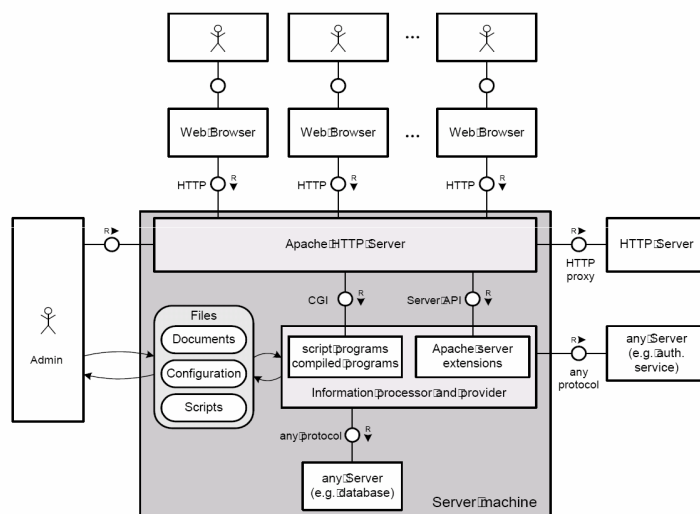 ...
Web Browser
Web Browser
...
Web Browser
HTTP
R
HTTP
R
HTTP
R
R
Apache HTTP Server
R
HTTP Server
HTTP
proxy
CGI
R
Server API
R
Files
Documents
Configuration
Scripts
Admin
script programs
compiled programs
Apache server
extensions
Information processor and provider
R
any
protocol
any Server
(e.g. auth.
service)
any protocol
R
any Server
(e.g. database)
Server machine